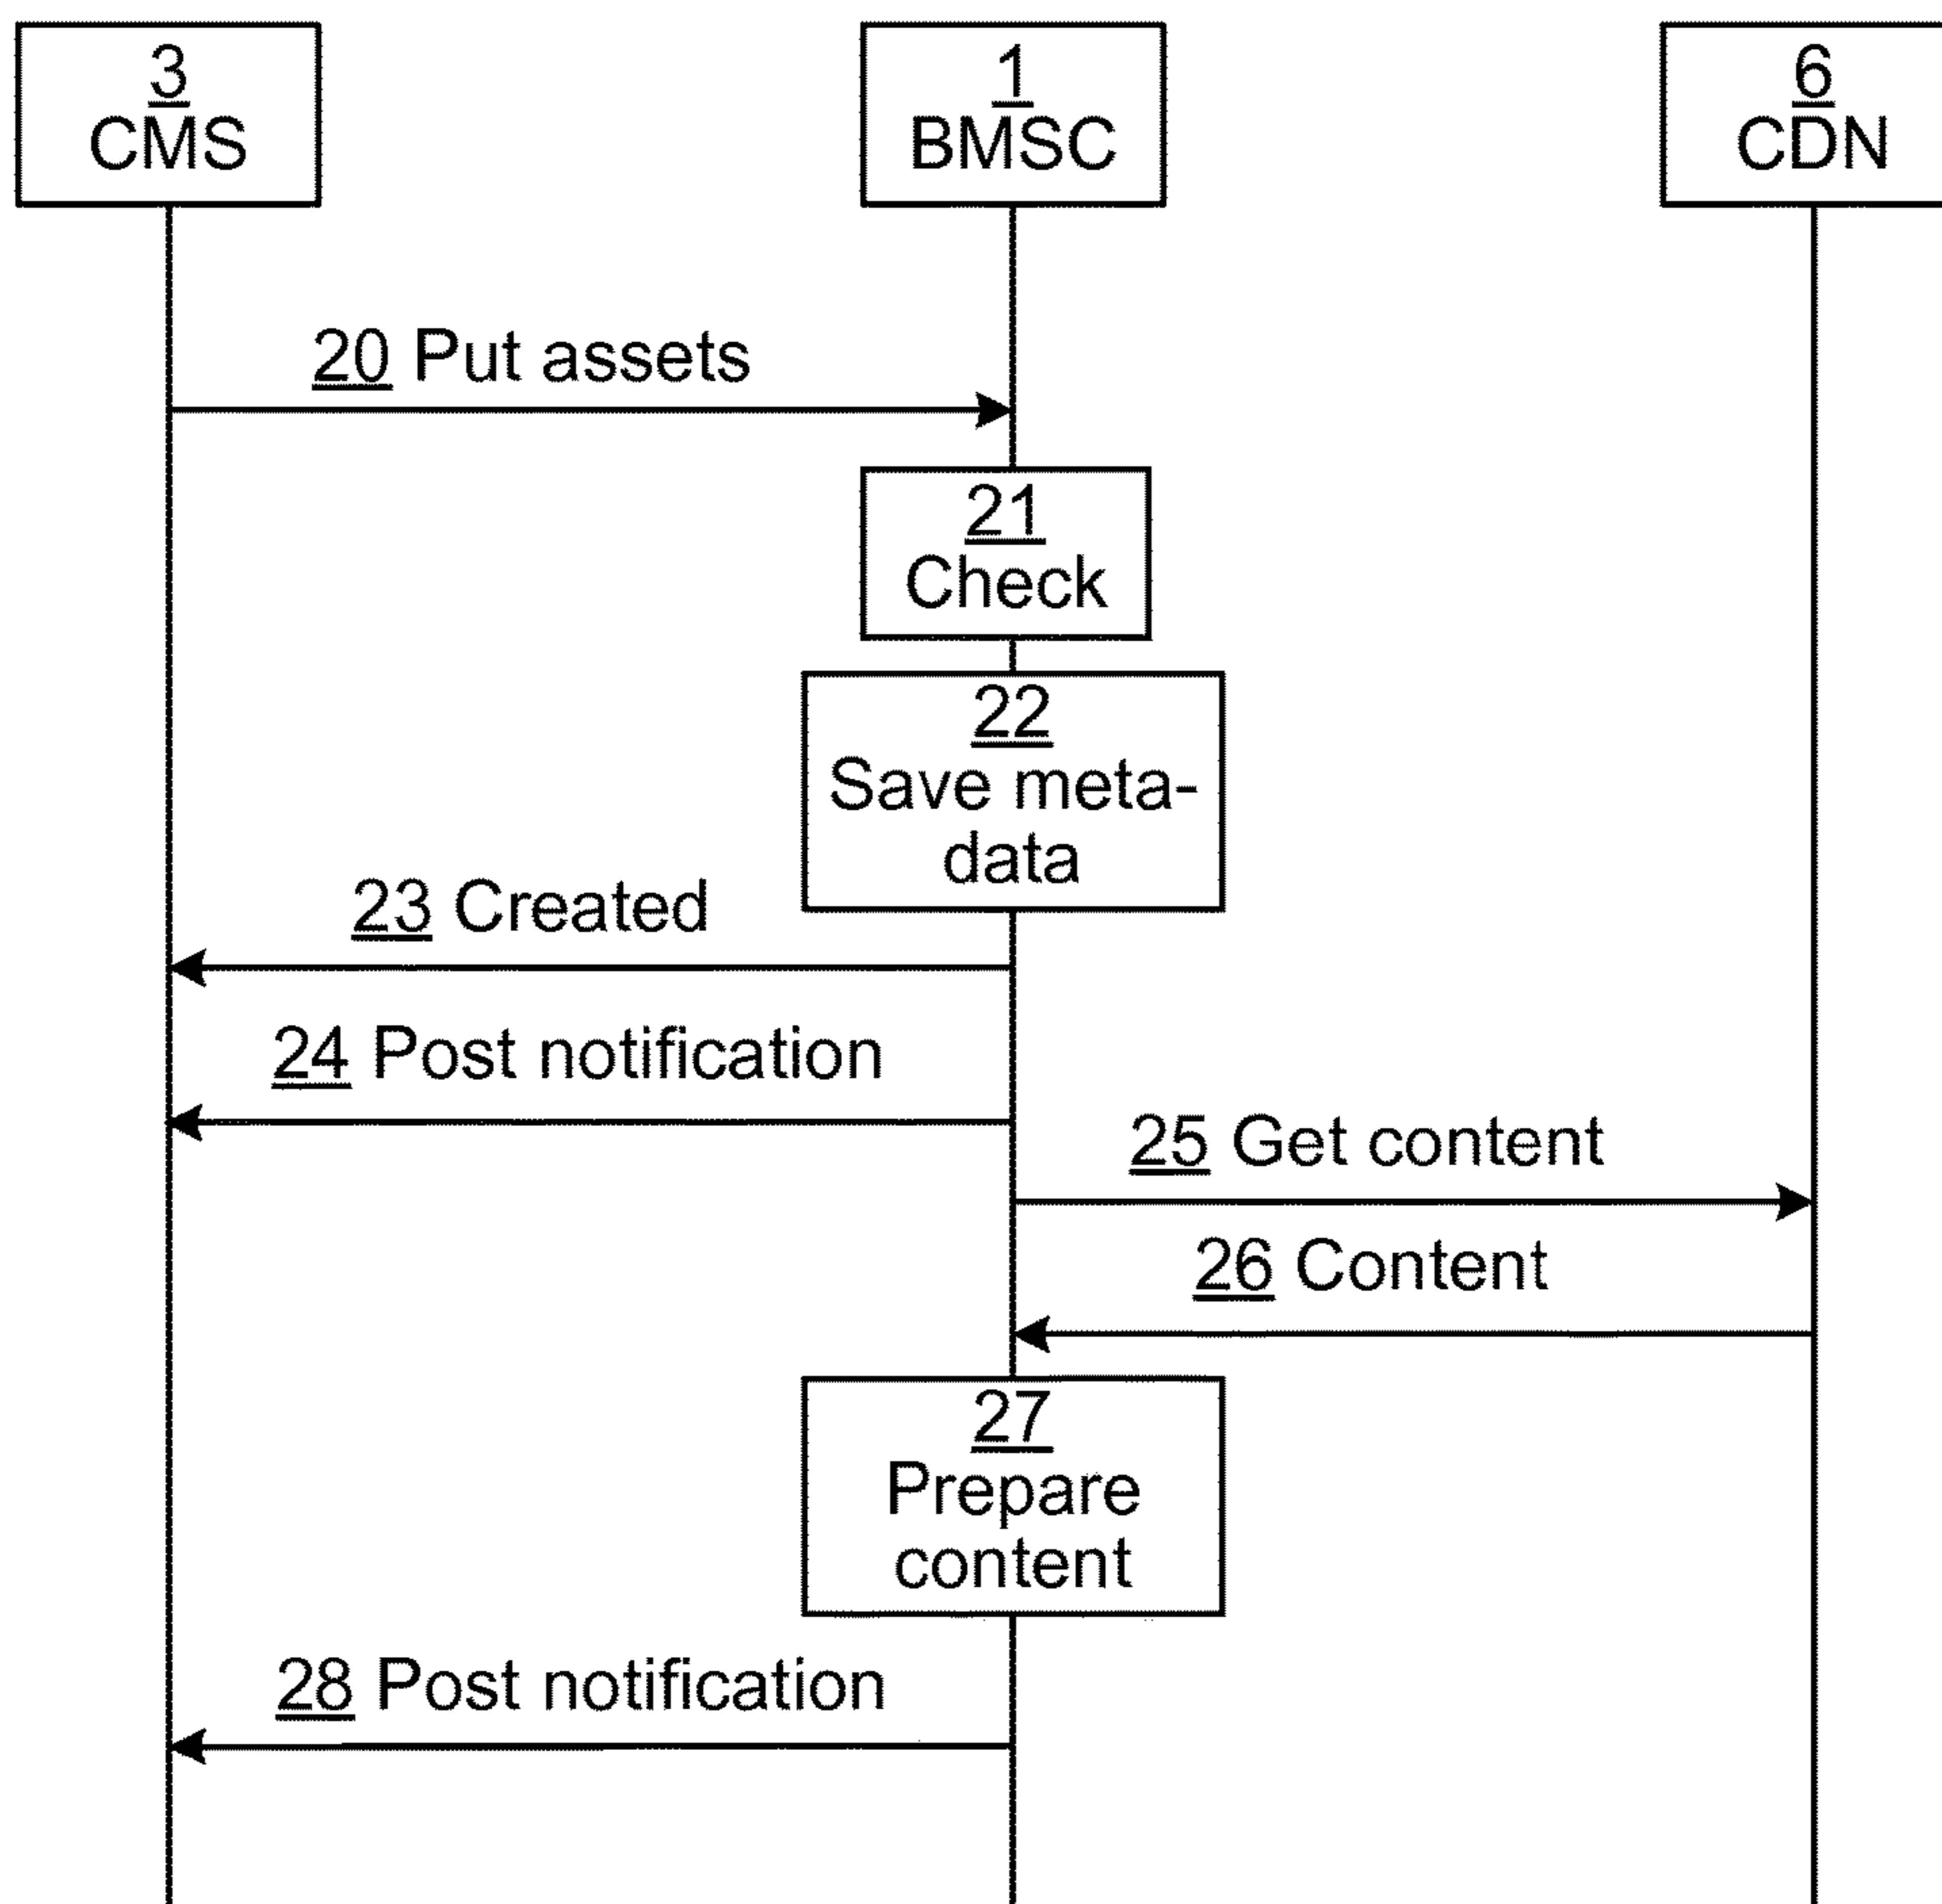 3
CMS
1
BMSC
6
CDN
20 Put assets
21
Check
22
Save meta-
data
23 Created
24 Post notification
25 Get content
26 Content
27
Prepare
content
28 Post notification